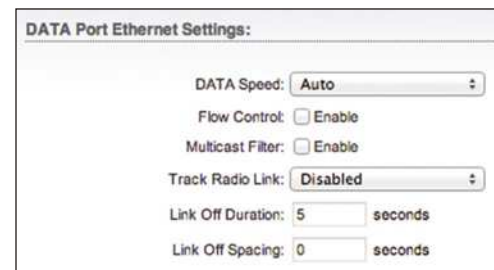 DATA Port Ethernet Settings:
DATA Speed: Auto
Flow Control: Enable
Multicast Filter: Enable
Track Radio Link: Disabled
Link Off Duration: 5 seconds
Link Off Spacing: 0 seconds